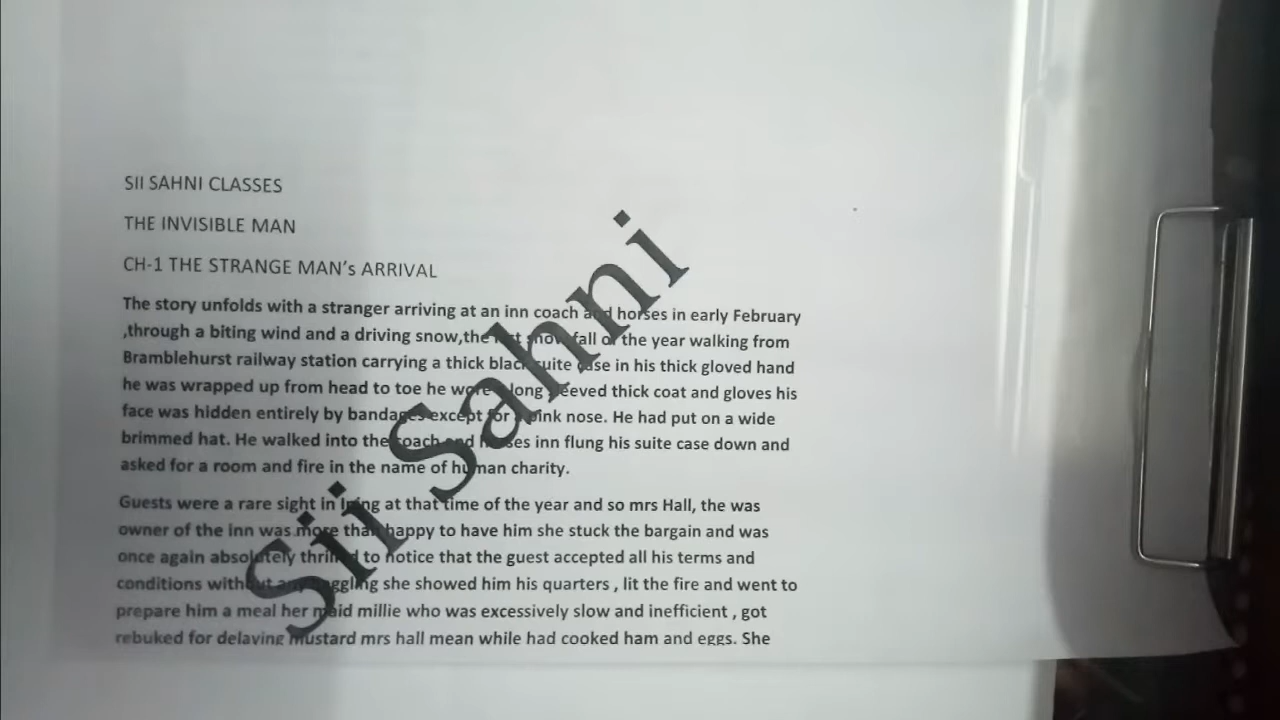 SII SAHNI CLASSES
THE INVISIBLE MAN
CH-1 THE STRANGE MAN's ARRIVAL
The story unfolds with a stranger arriving at an inn coach and horses in early February
,through a biting wind and a driving snow,the last snow fall of the year walking from
Bramblehurst railway station carrying a thick black suite case in his thick gloved hand
he was wrapped up from head to toe he wore a long sleeved thick coat and gloves his
face was hidden entirely by bandages except for a pink nose. He had put on a wide
brimmed hat. He walked into the coach and horses inn flung his suite case down and
asked for a room and fire in the name of human charity.
Guests were a rare sight in Iping at that time of the year and so mrs Hall, the was
owner of the inn was more than happy to have him she stuck the bargain and was
once again absolutely thrilled to notice that the guest accepted all his terms and
conditions without any haggling she showed him his quarters , lit the fire and went to
prepare him a meal her maid millie who was excessively slow and inefficient , got
rebuked for delaying mustard mrs hall mean while had cooked ham and eggs. She
Sii Sahni